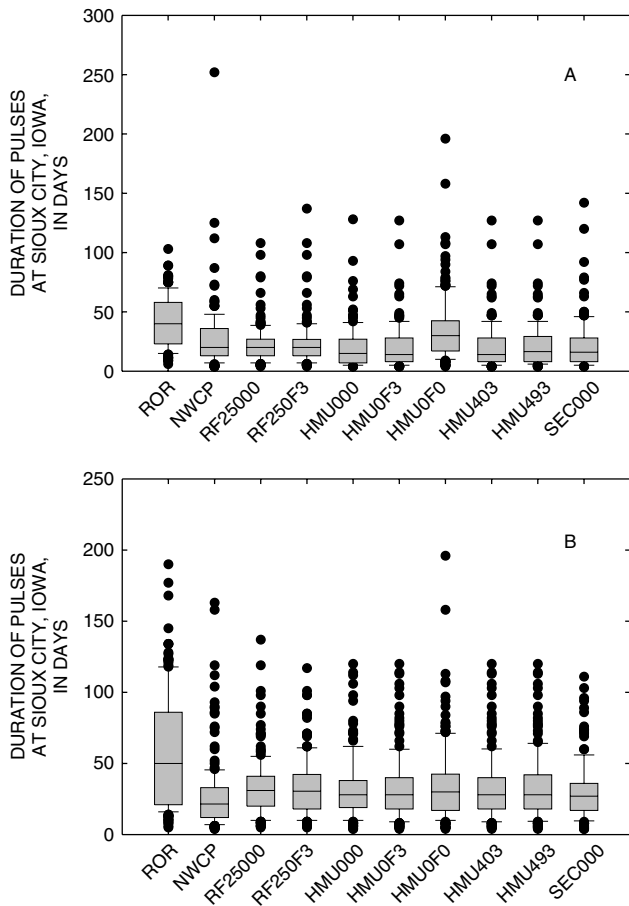 300
250
200
150
100
50
0
DURATION OF PULSES
AT SIOUX CITY, IOWA,
IN DAYS
A
ROR
NWCP
RF25000
RF250F3
HMU000
HMU0F3
HMU0F0
HMU403
HMU493
SEC000
250
200
150
100
50
0
DURATION OF PULSES
AT SIOUX CITY, IOWA,
IN DAYS
B
ROR
NWCP
RF25000
RF250F3
HMU000
HMU0F3
HMU0F0
HMU403
HMU493
SEC000